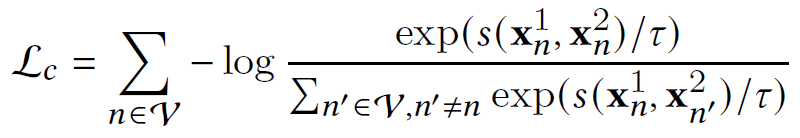 $\mathcal{L}_c = \sum_{n \in \mathcal{V}} -\log \frac{\exp(s(\mathbf{x}_n^1, \mathbf{x}_n^2)/\tau)}{\sum_{n' \in \mathcal{V}, n' \neq n} \exp(s(\mathbf{x}_n^1, \mathbf{x}_{n'}^2)/\tau)}$